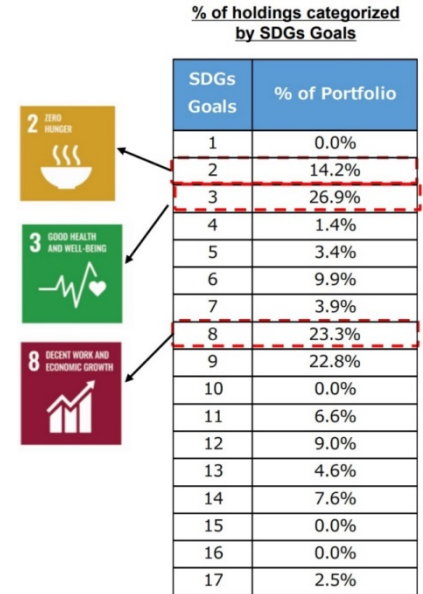 % of holdings categorized
by SDGs Goals
SDGs
Goals
% of Portfolio
1 0.0%
2 14.2%
3 26.9%
4 1.4%
5 3.4%
6 9.9%
7 3.9%
8 23.3%
9 22.8%
10 0.0%
11 6.6%
12 9.0%
13 4.6%
14 7.6%
15 0.0%
16 0.0%
17 2.5%
2 ZERO
HUNGER
3 GOOD HEALTH
AND WELL-BEING
8 DECENT WORK AND
ECONOMIC GROWTH